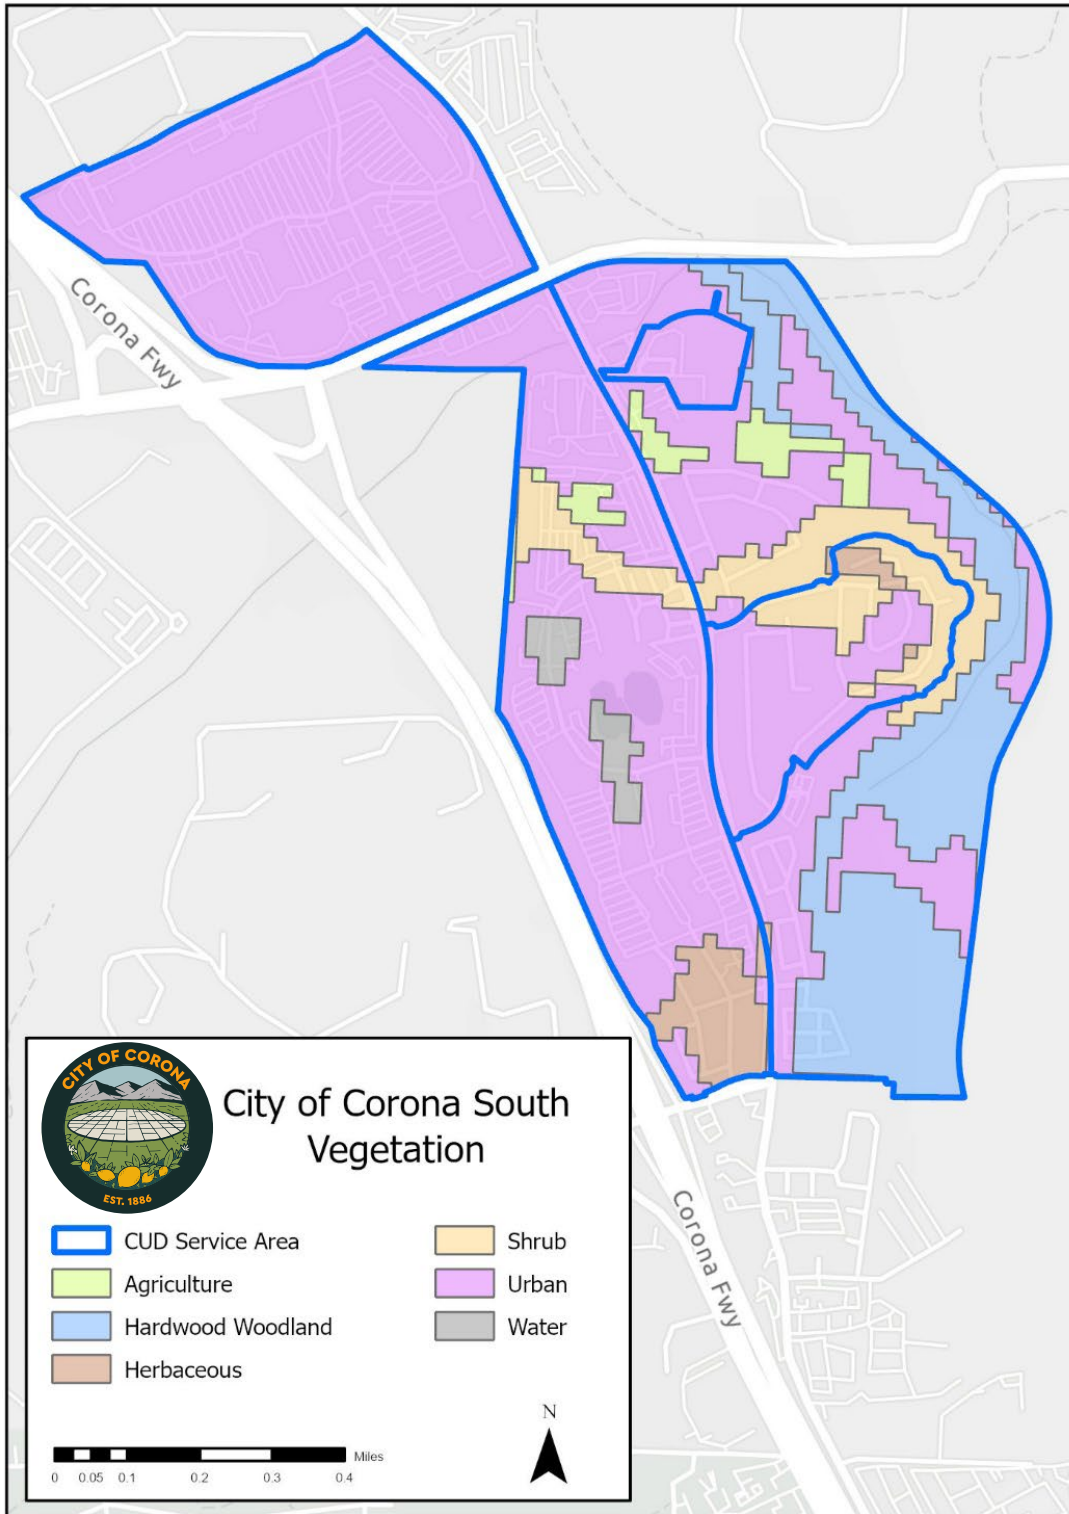 Corona Fwy
CITY OF CORONA
EST. 1886
City of Corona South
Vegetation
CUD Service Area
Agriculture
Hardwood Woodland
Herbaceous
Shrub
Urban
Water
N
Miles
0 0.05 0.1 0.2 0.3 0.4
Corona Fwy